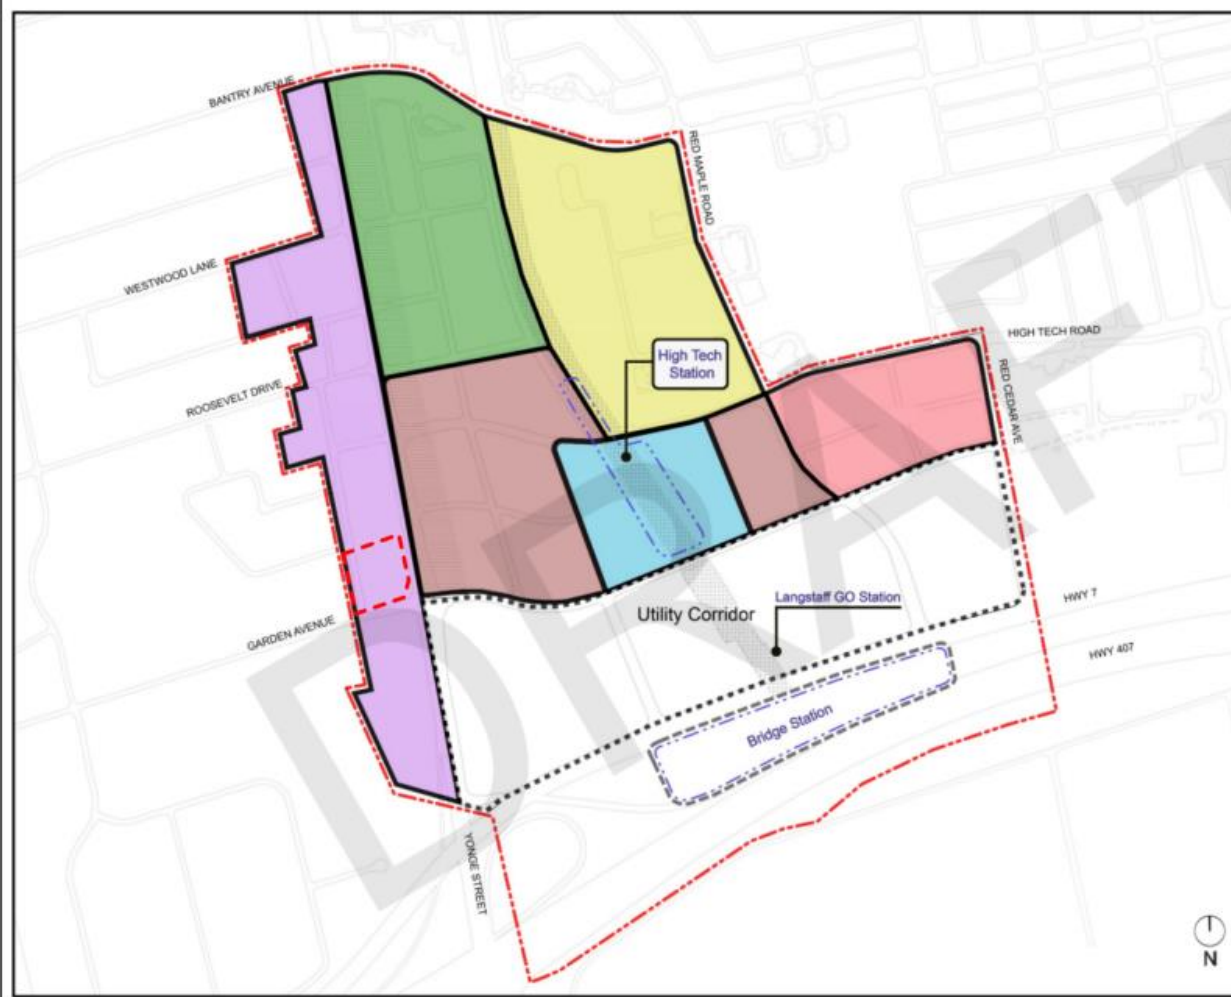 BANTRY AVENUE
RED MAPLE ROAD
WESTWOOD LANE
HIGH TECH ROAD
High Tech
Station
RED CEDAR AVE
ROOSEVELT DRIVE
Langstaff GO Station
HWY 7
Utility Corridor
GARDEN AVENUE
HWY 407
Bridge Station
YONGE STREET
DRAFT
N